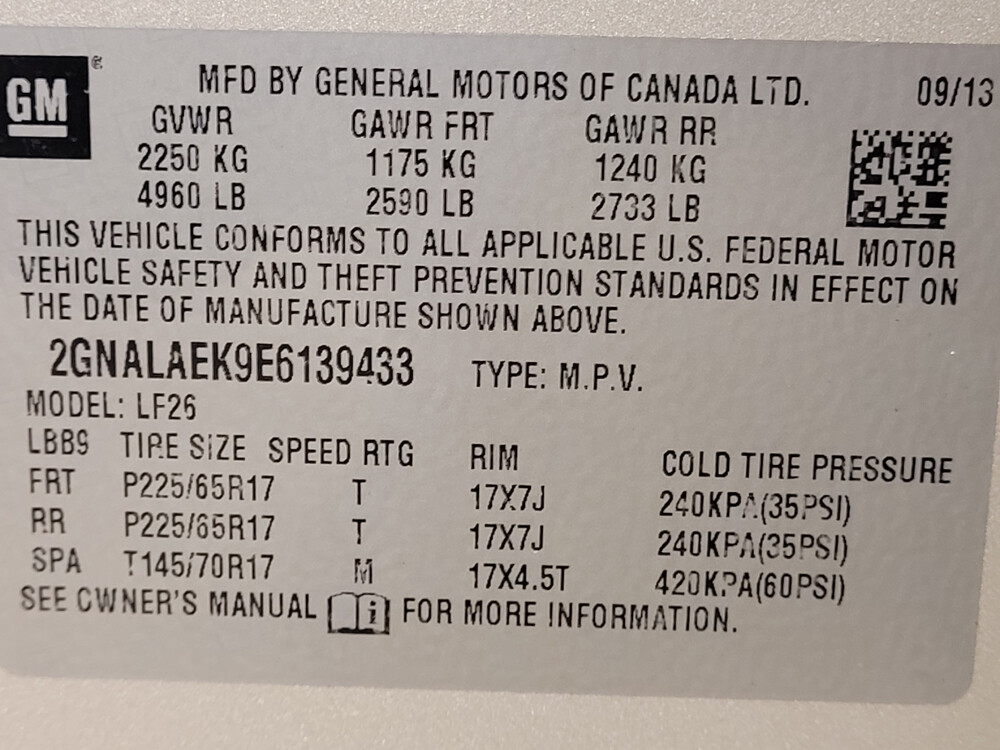 GM ®
MFD BY GENERAL MOTORS OF CANADA LTD. 09/13
GVWR GAWR FRT GAWR RR
2250 KG 1175 KG 1240 KG
4960 LB 2590 LB 2733 LB
THIS VEHICLE CONFORMS TO ALL APPLICABLE U.S. FEDERAL MOTOR
VEHICLE SAFETY AND THEFT PREVENTION STANDARDS IN EFFECT ON
THE DATE OF MANUFACTURE SHOWN ABOVE.
2GNALAEK9E6139433 TYPE: M.P.V.
MODEL: LF26
LBB9 TIRE SIZE SPEED RTG RIM COLD TIRE PRESSURE
FRT P225/65R17 T 17X7J 240KPA(35PSI)
RR P225/65R17 T 17X7J 240KPA(35PSI)
SPA T145/70R17 M 17X4.5T 420KPA(60PSI)
SEE OWNER'S MANUAL i FOR MORE INFORMATION.